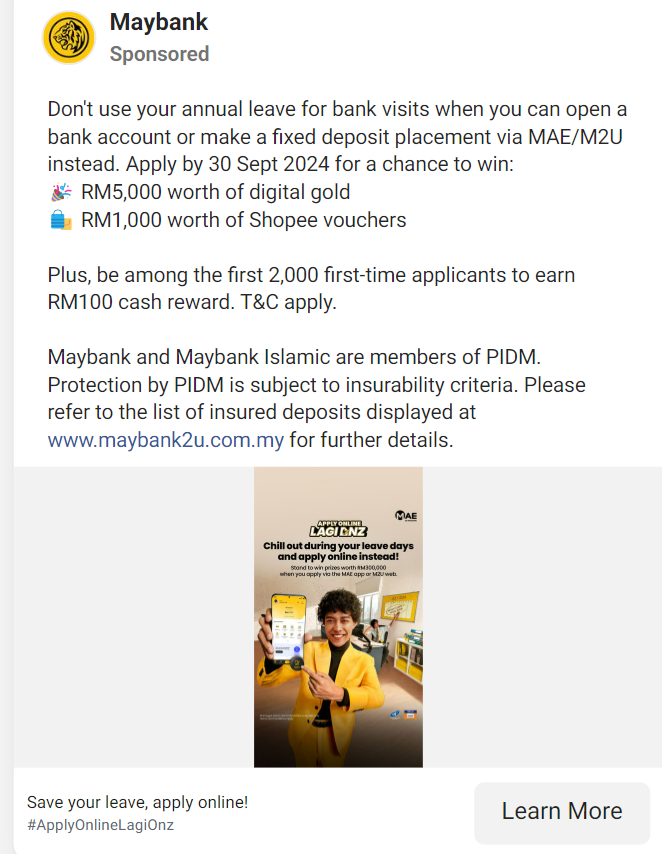 Maybank
Sponsored
Don't use your annual leave for bank visits when you can open a
bank account or make a fixed deposit placement via MAE/M2U
instead. Apply by 30 Sept 2024 for a chance to win:
🎉 RM5,000 worth of digital gold
🛍️ RM1,000 worth of Shopee vouchers
Plus, be among the first 2,000 first-time applicants to earn
RM100 cash reward. T&C apply.
Maybank and Maybank Islamic are members of PIDM.
Protection by PIDM is subject to insurability criteria. Please
refer to the list of insured deposits displayed at
www.maybank2u.com.my for further details.
MAE
APPLY ONLINE
LAGI ONZ
Chill out during your leave days
and apply online instead!
Stand to win prizes worth RM300,000
when you apply via the MAE app or M2U web.
Save your leave, apply online!
#ApplyOnlineLagiOnz
Learn More